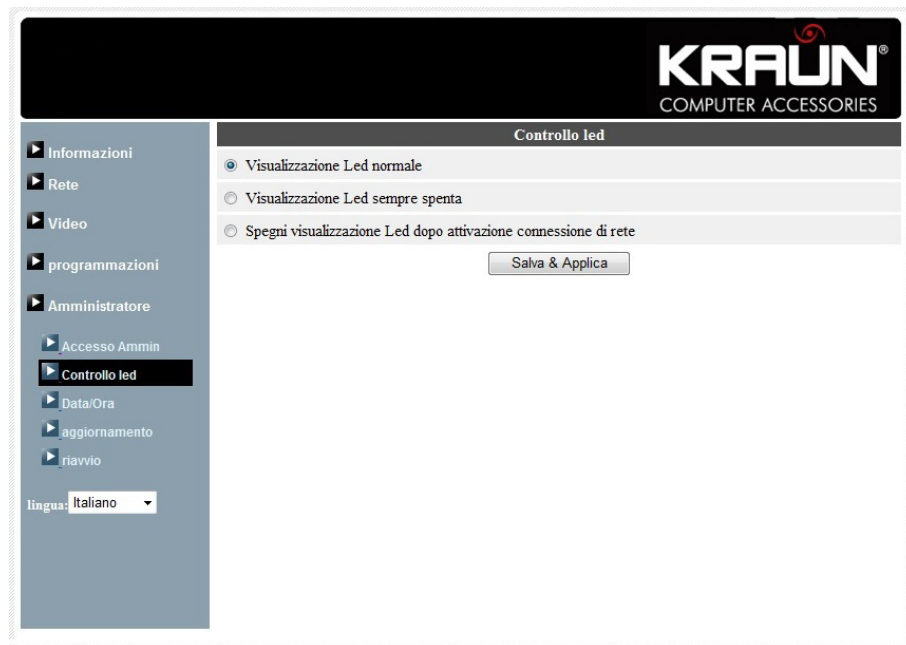 KRAUN®
COMPUTER ACCESSORIES
Informazioni
Rete
Video
programmazioni
Amministratore
Accesso Ammin
Controllo led
Data/Ora
aggiornamento
riavvio
lingua: Italiano
Controllo led
Visualizzazione Led normale
Visualizzazione Led sempre spenta
Spegni visualizzazione Led dopo attivazione connessione di rete
Salva & Applica